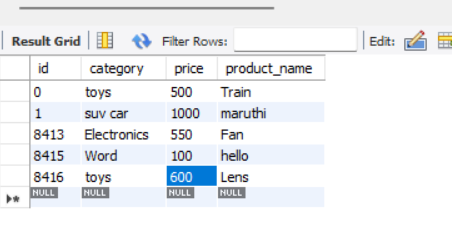 Result Grid Filter Rows: Edit:
id category price product_name
0 toys 500 Train
1 suv car 1000 maruthi
8413 Electronics 550 Fan
8415 Word 100 hello
8416 toys 600 Lens
NULL NULL NULL NULL